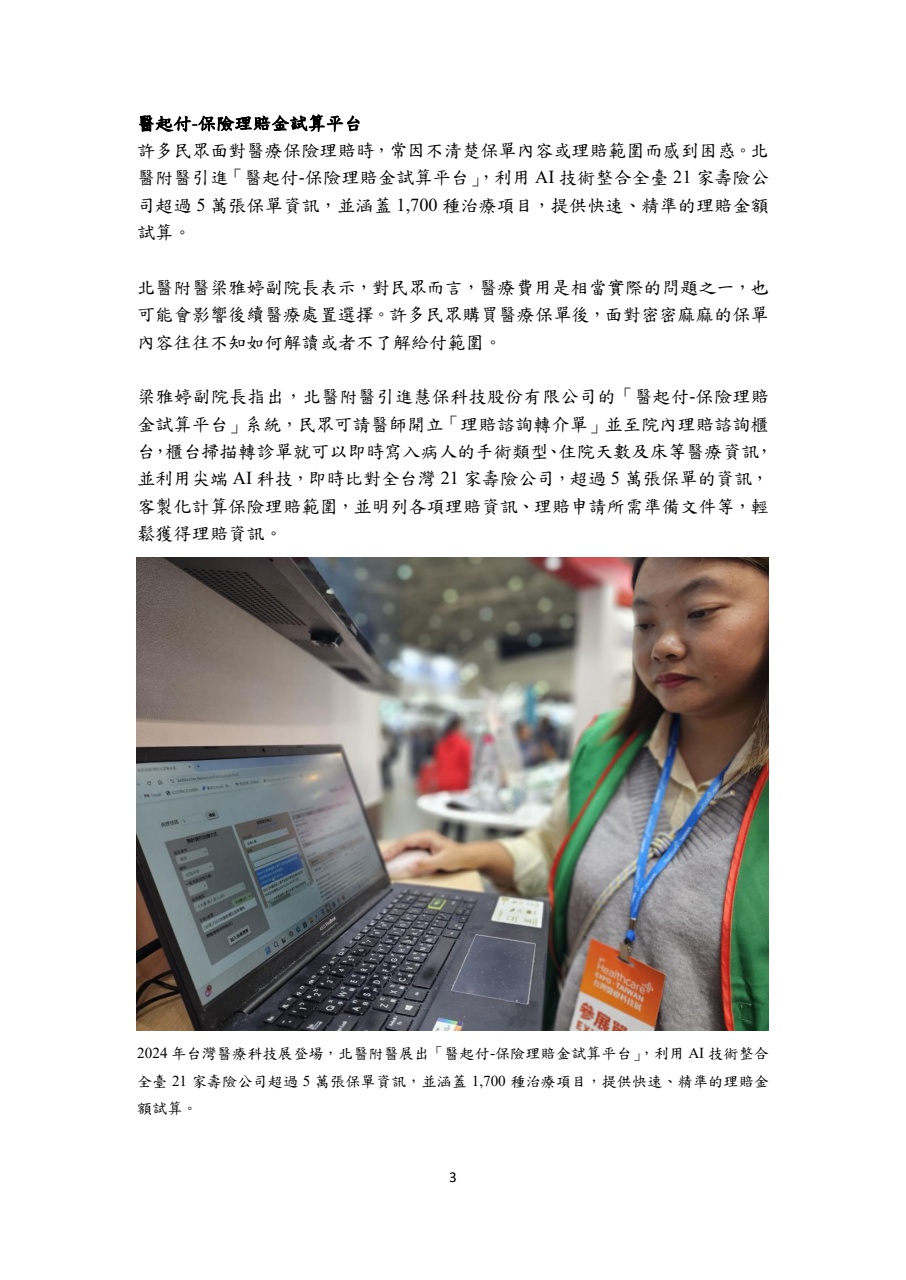 醫起付-保險理賠金試算平台
許多民眾面對醫療保險理賠時，常因不清楚保單內容或理賠範圍而感到困惑。北
醫附醫引進「醫起付-保險理賠金試算平台」，利用 AI 技術整合全臺 21 家壽險公
司超過 5 萬張保單資訊，並涵蓋 1,700 種治療項目，提供快速、精準的理賠金額
試算。
北醫附醫梁雅婷副院長表示，對民眾而言，醫療費用是相當實際的問題之一，也
可能會影響後續醫療處置選擇。許多民眾購買醫療保單後，面對密密麻麻的保單
內容往往不知如何解讀或者不了解給付範圍。
梁雅婷副院長指出，北醫附醫引進慧保科技股份有限公司的「醫起付-保險理賠
金試算平台」系統，民眾可請醫師開立「理賠諮詢轉介單」並至院內理賠諮詢櫃
台，櫃台掃描轉診單就可以即時寫入病人的手術類型、住院天數及床等醫療資訊，
並利用尖端 AI 科技，即時比對全台灣 21 家壽險公司，超過 5 萬張保單的資訊，
客製化計算保險理賠範圍，並明列各項理賠資訊、理賠申請所需準備文件等，輕
鬆獲得理賠資訊。
Healthcare
EXPO · TAIWAN
台灣醫療科技展
參展
2024 年台灣醫療科技展登場，北醫附醫展出「醫起付-保險理賠金試算平台」，利用 AI 技術整合
全臺 21 家壽險公司超過 5 萬張保單資訊，並涵蓋 1,700 種治療項目，提供快速、精準的理賠金
額試算。
3